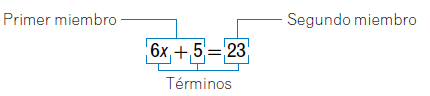 Primer miembro Segundo miembro
6x + 5 = 23
Términos